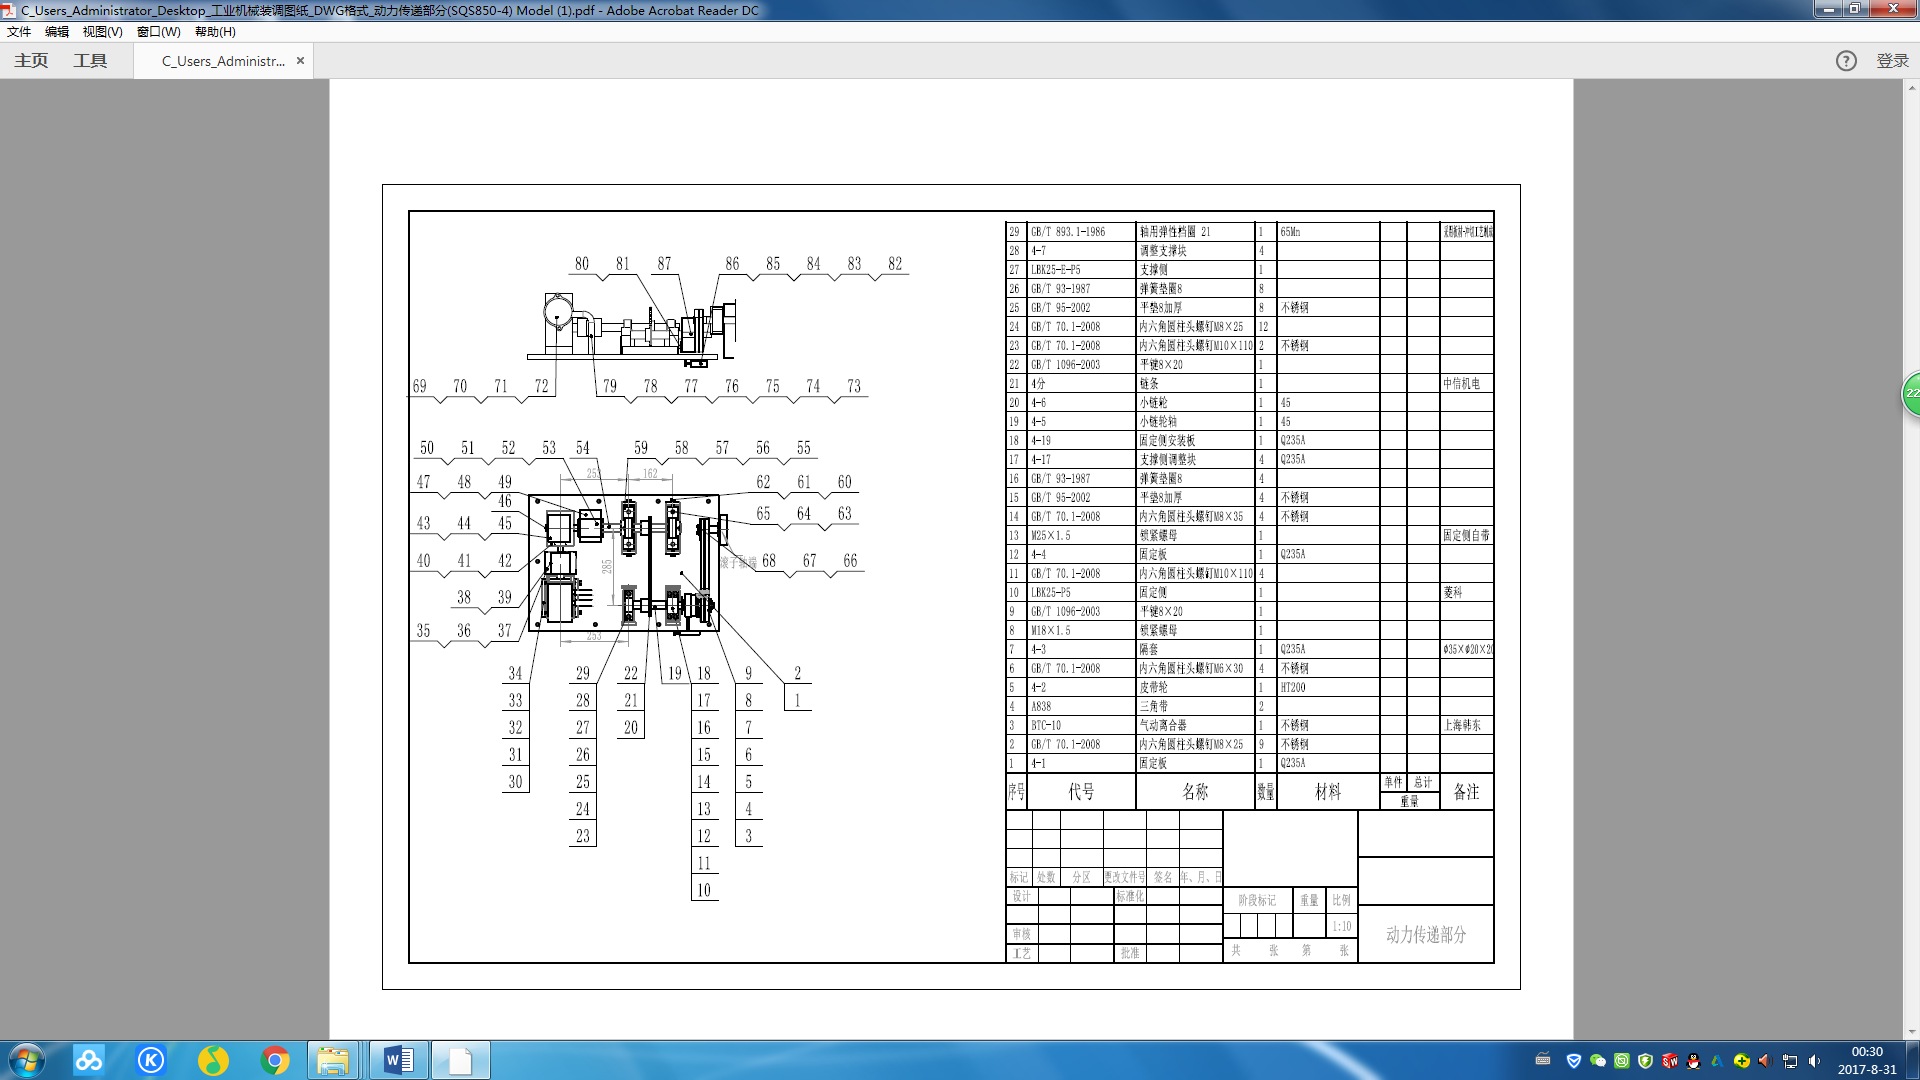 C_Users_Administrator_Desktop_工业机械装调图纸_DWG格式_动力传递部分(SQS850-4) Model (1).pdf - Adobe Acrobat Reader DC
文件 编辑 视图(V) 窗口(W) 帮助(H)
主页 工具 C_Users_Administr... × ? 登录
80 81 87 86 85 84 83 82
69 70 71 72 79 78 77 76 75 74 73
50 51 52 53 54 59 58 57 56 55
253 162
47 48 49 62 61 60
46
43 44 45 65 64 63
40 41 42 285 滚子轴端 68 67 66
38 39
35 36 37 253
34 29 22 19 18 9 2
33 28 21 17 8 1
32 27 20 16 7
31 26 15 6
30 25 14 5
24 13 4
23 12 3
11
10
29 GB/T 893.1-1986 轴用弹性档圈 21 1 65Mn
28 4-7 调整支撑块 4
27 LBK25-E-P5 支撑侧 1
26 GB/T 93-1987 弹簧垫圈8 8
25 GB/T 95-2002 平垫8加厚 8 不锈钢
24 GB/T 70.1-2008 内六角圆柱头螺钉M8×25 12
23 GB/T 70.1-2008 内六角圆柱头螺钉M10×110 2 不锈钢
22 GB/T 1096-2003 平键8×20 1
21 4分 链条 1 中信机电
20 4-6 小链轮 1 45
19 4-5 小链轮轴 1 45
18 4-19 固定侧安装板 1 Q235A
17 4-17 支撑侧调整块 4 Q235A
16 GB/T 93-1987 弹簧垫圈8 4
15 GB/T 95-2002 平垫8加厚 4 不锈钢
14 GB/T 70.1-2008 内六角圆柱头螺钉M8×35 4 不锈钢
13 M25×1.5 锁紧螺母 1 固定侧自带
12 4-4 固定板 1 Q235A
11 GB/T 70.1-2008 内六角圆柱头螺钉M10×110 4
10 LBK25-P5 固定侧 1 菱科
9 GB/T 1096-2003 平键8×20 1
8 M18×1.5 锁紧螺母 1
7 4-3 隔套 1 Q235A ø35×ø20×20
6 GB/T 70.1-2008 内六角圆柱头螺钉M6×30 4 不锈钢
5 4-2 皮带轮 1 HT200
4 A838 三角带 2
3 BTC-10 气动离合器 1 不锈钢 上海韩东
2 GB/T 70.1-2008 内六角圆柱头螺钉M8×25 9 不锈钢
1 4-1 固定板 1 Q235A
序号 代号 名称 数量 材料 单件 总计 重量 备注
标记 处数 分区 更改文件号 签名 年、月、日
设计 标准化 阶段标记 重量 比例
1:10
审核 动力传递部分
工艺 批准 共 张 第 张
22
00:30
2017-8-31